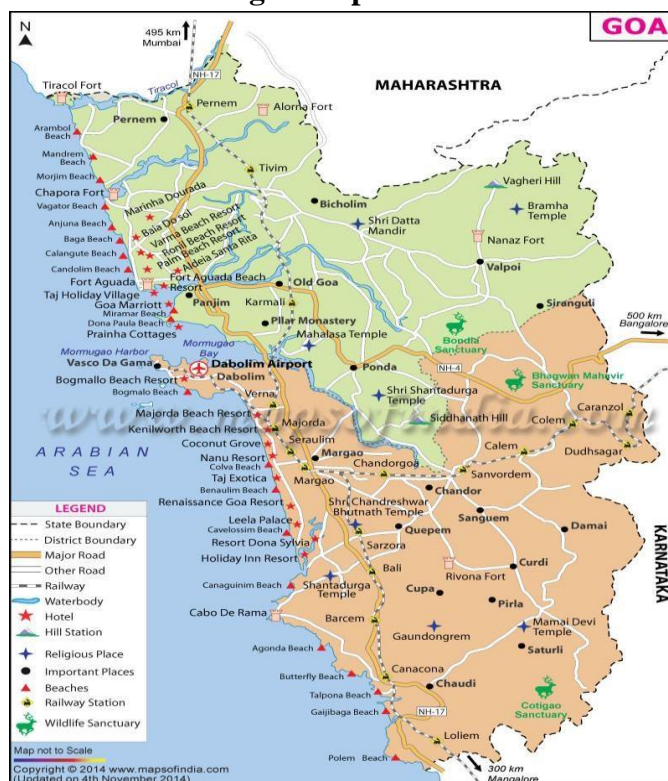 N
495 km
Mumbai
GOA
MAHARASHTRA
Tiracol Fort
Tiracol
NH-17
Pernem
Alorna Fort
Pernem
Arambol
Beach
Mandrem
Beach
Tivim
Morjim Beach
Chapora Fort
Vagator Beach
Marinha Dourada
Bicholim
Vagheri Hill
Bramha
Temple
Anjuna Beach
Baia Do sol
Varma Beach Resort
Shri Datta
Mandir
Nanaz Fort
Baga Beach
Ronil Beach Resort
Calangute Beach
Palm Beach Resort
Valpoi
Candolim Beach
Aldeia Santa Rita
Fort Aguada
Fort Aguada Beach
Resort
Old Goa
Taj Holiday Village
Panjim
Karmali
Siranguli
Goa Marriott
Miramar Beach
Pilar Monastery
500 km
Bangalore
Dona Paula Beach
Mahalasa Temple
Bondla
Sanctuary
Prainha Cottages
Mormugao Harbor
Mormugao
Bay
Vasco Da Gama
Dabolim Airport
Dabolim
Ponda
NH-4
Bhagwan Mahavir
Sanctuary
Bogmallo Beach Resort
Bogmalo Beach
Verna
Shri Shantadurga
Temple
Siddhanath Hill
Caranzol
Colem
Majorda Beach Resort
Majorda
Kenilworth Beach Resort
Seraulim
Calem
Dudhsagar
Coconut Grove
Margao
Nanu Resort
Chandorgoa
Sanvordem
Colva Beach
Margao
Taj Exotica
Chandor
Benaulim Beach
ARABIAN
SEA
Renaissance Goa Resort
Shri Chandreshwar
Bhutnath Temple
Sanguem
Leela Palace
Quepem
Damai
Cavelossim Beach
Resort Dona Sylvia
Sarzora
Holiday Inn Resort
Bali
Rivona Fort
Curdi
KARNATAKA
Canaguinim Beach
Shantadurga
Temple
Cupa
Pirla
Cabo De Rama
Barcem
Gaundongrem
Mamai Devi
Temple
Agonda Beach
Saturli
Butterfly Beach
Canacona
Chaudi
Talpona Beach
Cotigao
Sanctuary
Gaijibaga Beach
NH-17
Loliem
Polem Beach
300 km
Mangalore
LEGEND
State Boundary
District Boundary
Major Road
Other Road
Railway
Waterbody
Hotel
Hill Station
Religious Place
Important Places
Beaches
Railway Station
Wildlife Sanctuary
Map not to Scale
Copyright © 2014 www.mapsofindia.com
(Updated on 4th November 2014)